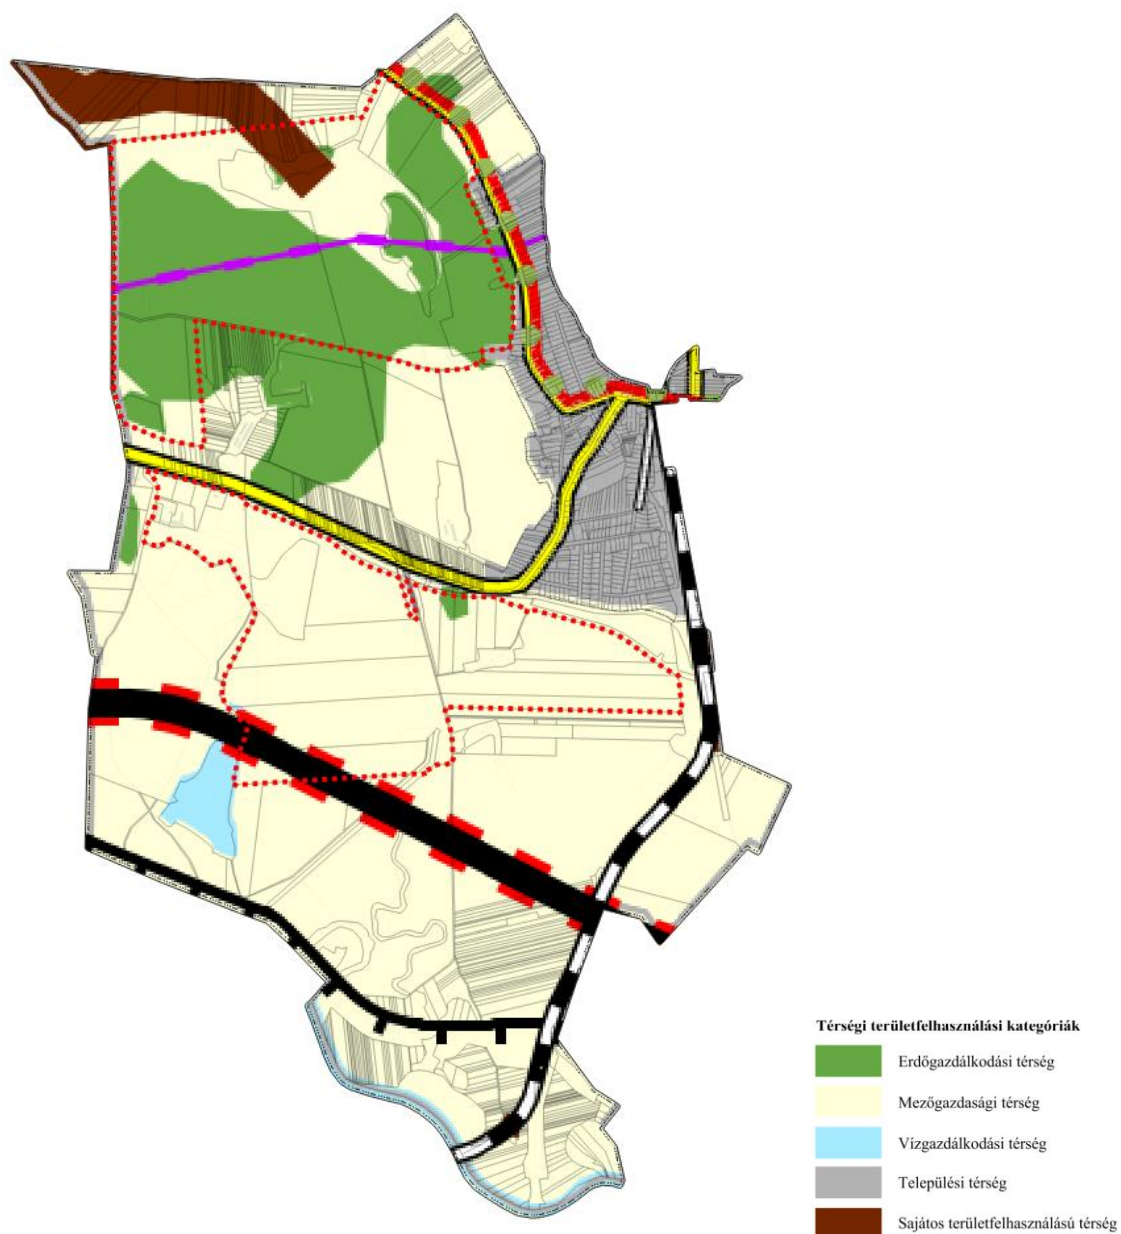 Térségi területfelhasználási kategóriák
Erdőgazdálkodási térség
Mezőgazdasági térség
Vízgazdálkodási térség
Települési térség
Sajátos területfelhasználású térség